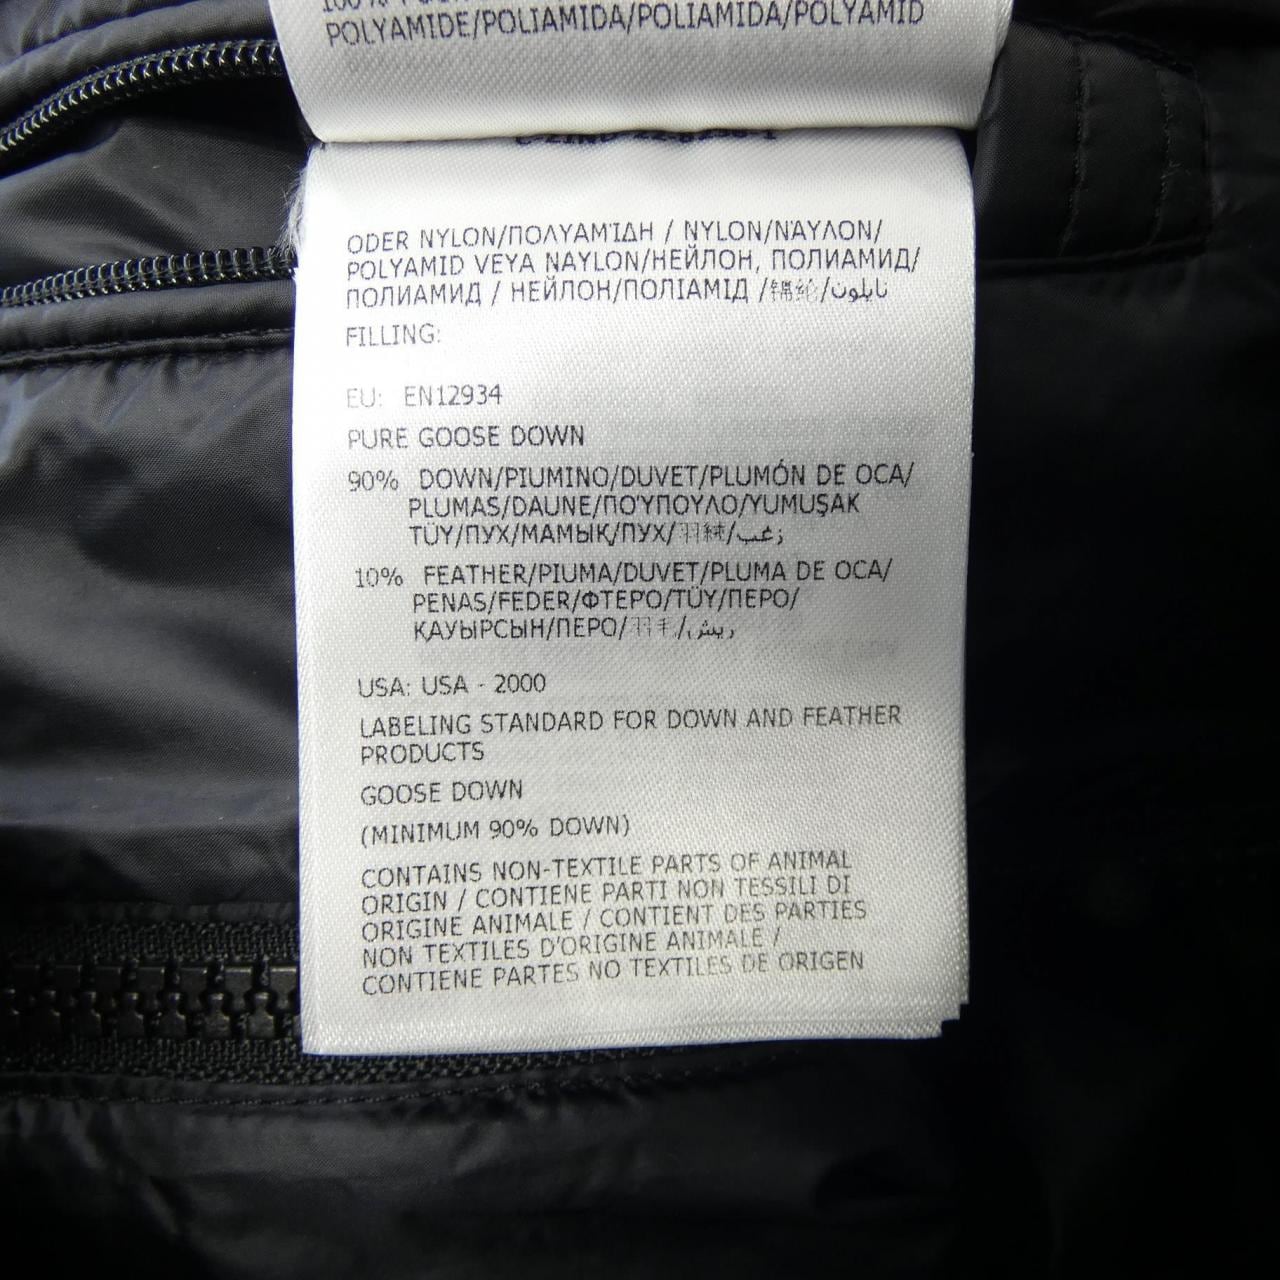 POLYAMIDE/POLIAMIDA/POLIAMIDA/POLYAMID
ODER NYLON/ΠΟΛΥΑΜΊΔΗ / NYLON/ΝΆΥΛΟΝ/
POLYAMID VEYA NAYLON/НЕЙЛОН, ПОЛИАМИД/
ПОЛИАМИД / НЕЙЛОН/ПОЛІАМІД /锦纶/نايلون
FILLING:
EU: EN12934
PURE GOOSE DOWN
90% DOWN/PIUMINO/DUVET/PLUMÓN DE OCA/
PLUMAS/DAUNE/ΠΟΎΠΟΥΛΟ/YUMUŞAK
TÜY/ПУХ/МАМЫҚ/ПУХ/羽絨/زغب
10% FEATHER/PIUMA/DUVET/PLUMA DE OCA/
PENAS/FEDER/ΦΤΕΡΌ/TÜY/ПЕРО/
ҚАУЫРСЫН/ПЕРО/羽毛/ريش
USA: USA - 2000
LABELING STANDARD FOR DOWN AND FEATHER
PRODUCTS
GOOSE DOWN
(MINIMUM 90% DOWN)
CONTAINS NON-TEXTILE PARTS OF ANIMAL
ORIGIN / CONTIENE PARTI NON TESSILI DI
ORIGINE ANIMALE / CONTIENT DES PARTIES
NON TEXTILES D'ORIGINE ANIMALE /
CONTIENE PARTES NO TEXTILES DE ORIGEN